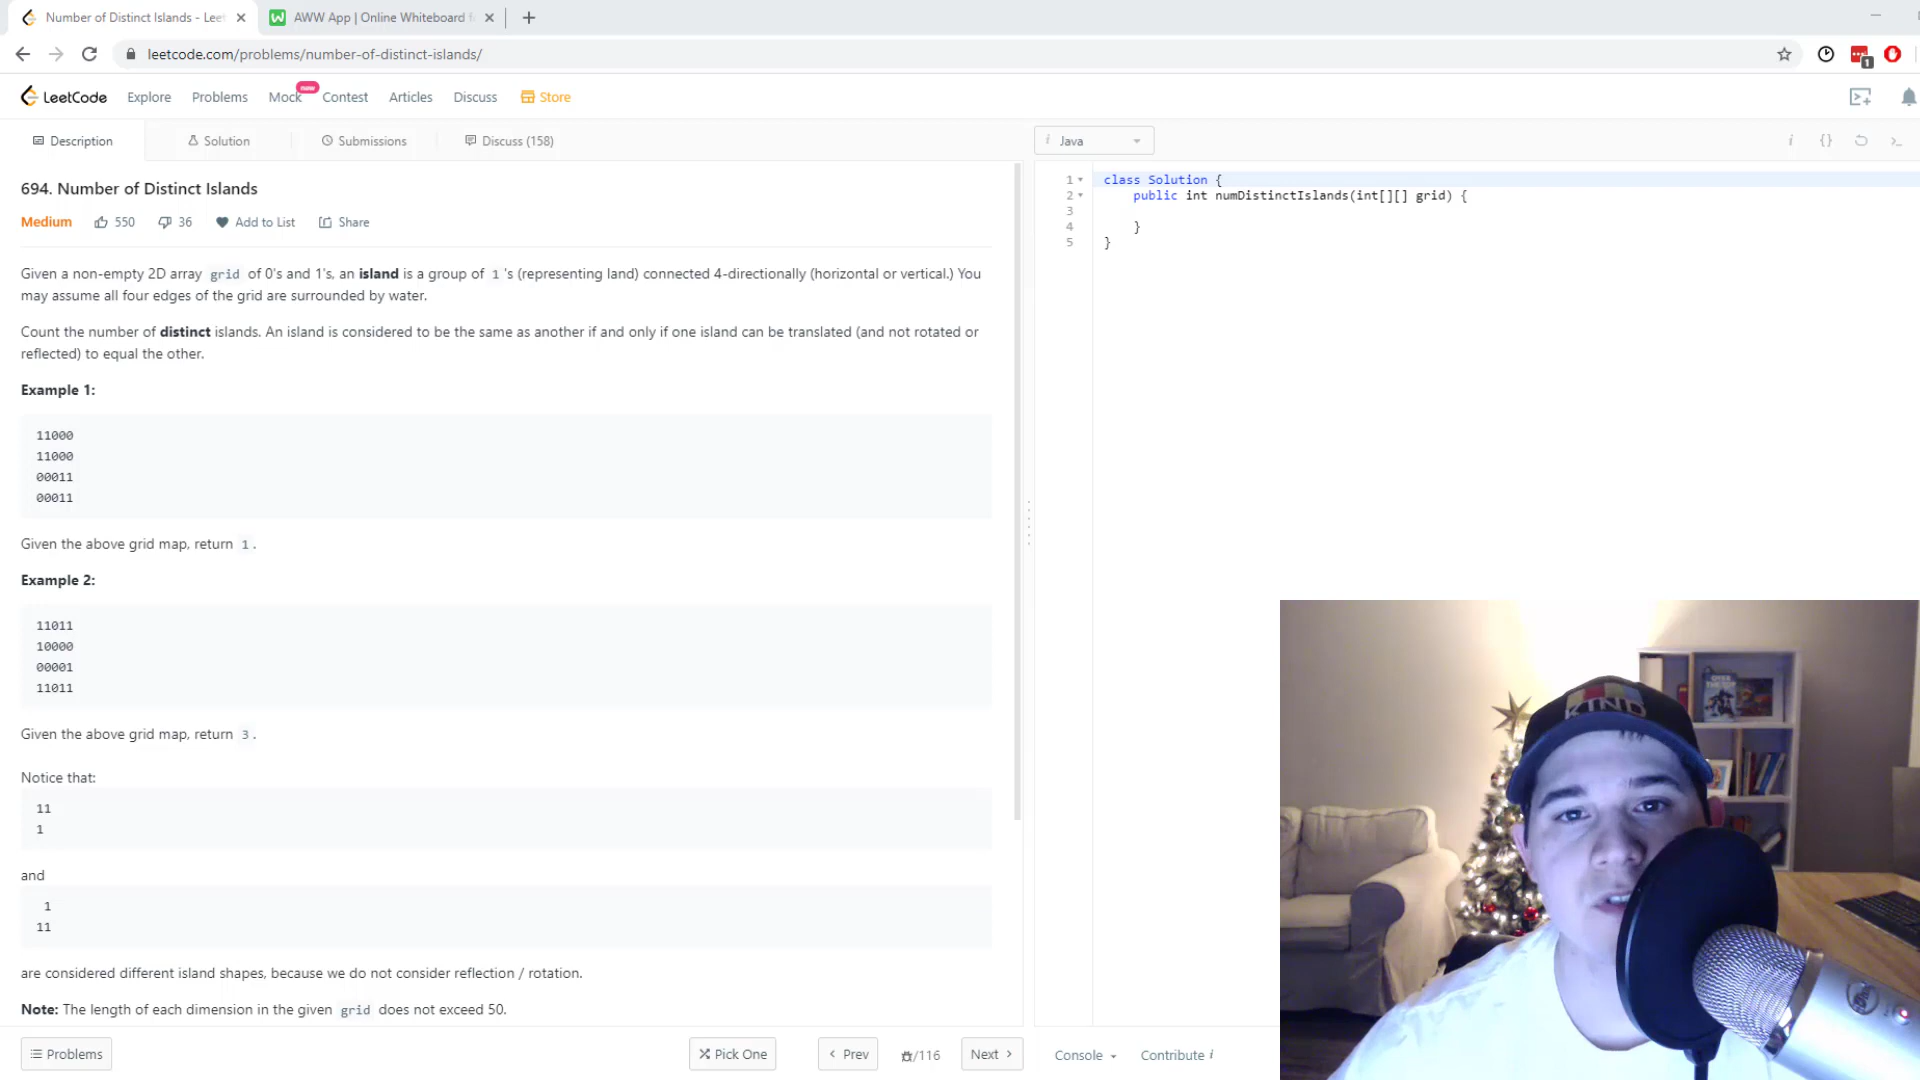 Number of Distinct Islands - Leet
AWW App | Online Whiteboard f
leetcode.com/problems/number-of-distinct-islands/
1
LeetCode
Explore
Problems
Mock
new
Contest
Articles
Discuss
Store
Description
Solution
Submissions
Discuss (158)
i Java
i {} >_
694. Number of Distinct Islands
Medium
550
36
Add to List
Share
Given a non-empty 2D array grid of 0's and 1's, an island is a group of 1 's (representing land) connected 4-directionally (horizontal or vertical.) You
may assume all four edges of the grid are surrounded by water.
Count the number of distinct islands. An island is considered to be the same as another if and only if one island can be translated (and not rotated or
reflected) to equal the other.
Example 1:
11000
11000
00011
00011
Given the above grid map, return 1.
Example 2:
11011
10000
00001
11011
Given the above grid map, return 3.
Notice that:
11
1
and
1
11
are considered different island shapes, because we do not consider reflection / rotation.
Note: The length of each dimension in the given grid does not exceed 50.
Problems
Pick One
Prev
/116
Next
1 class Solution {
2 public int numDistinctIslands(int[][] grid) {
3
4 }
5 }
Console
Contribute i
KIND